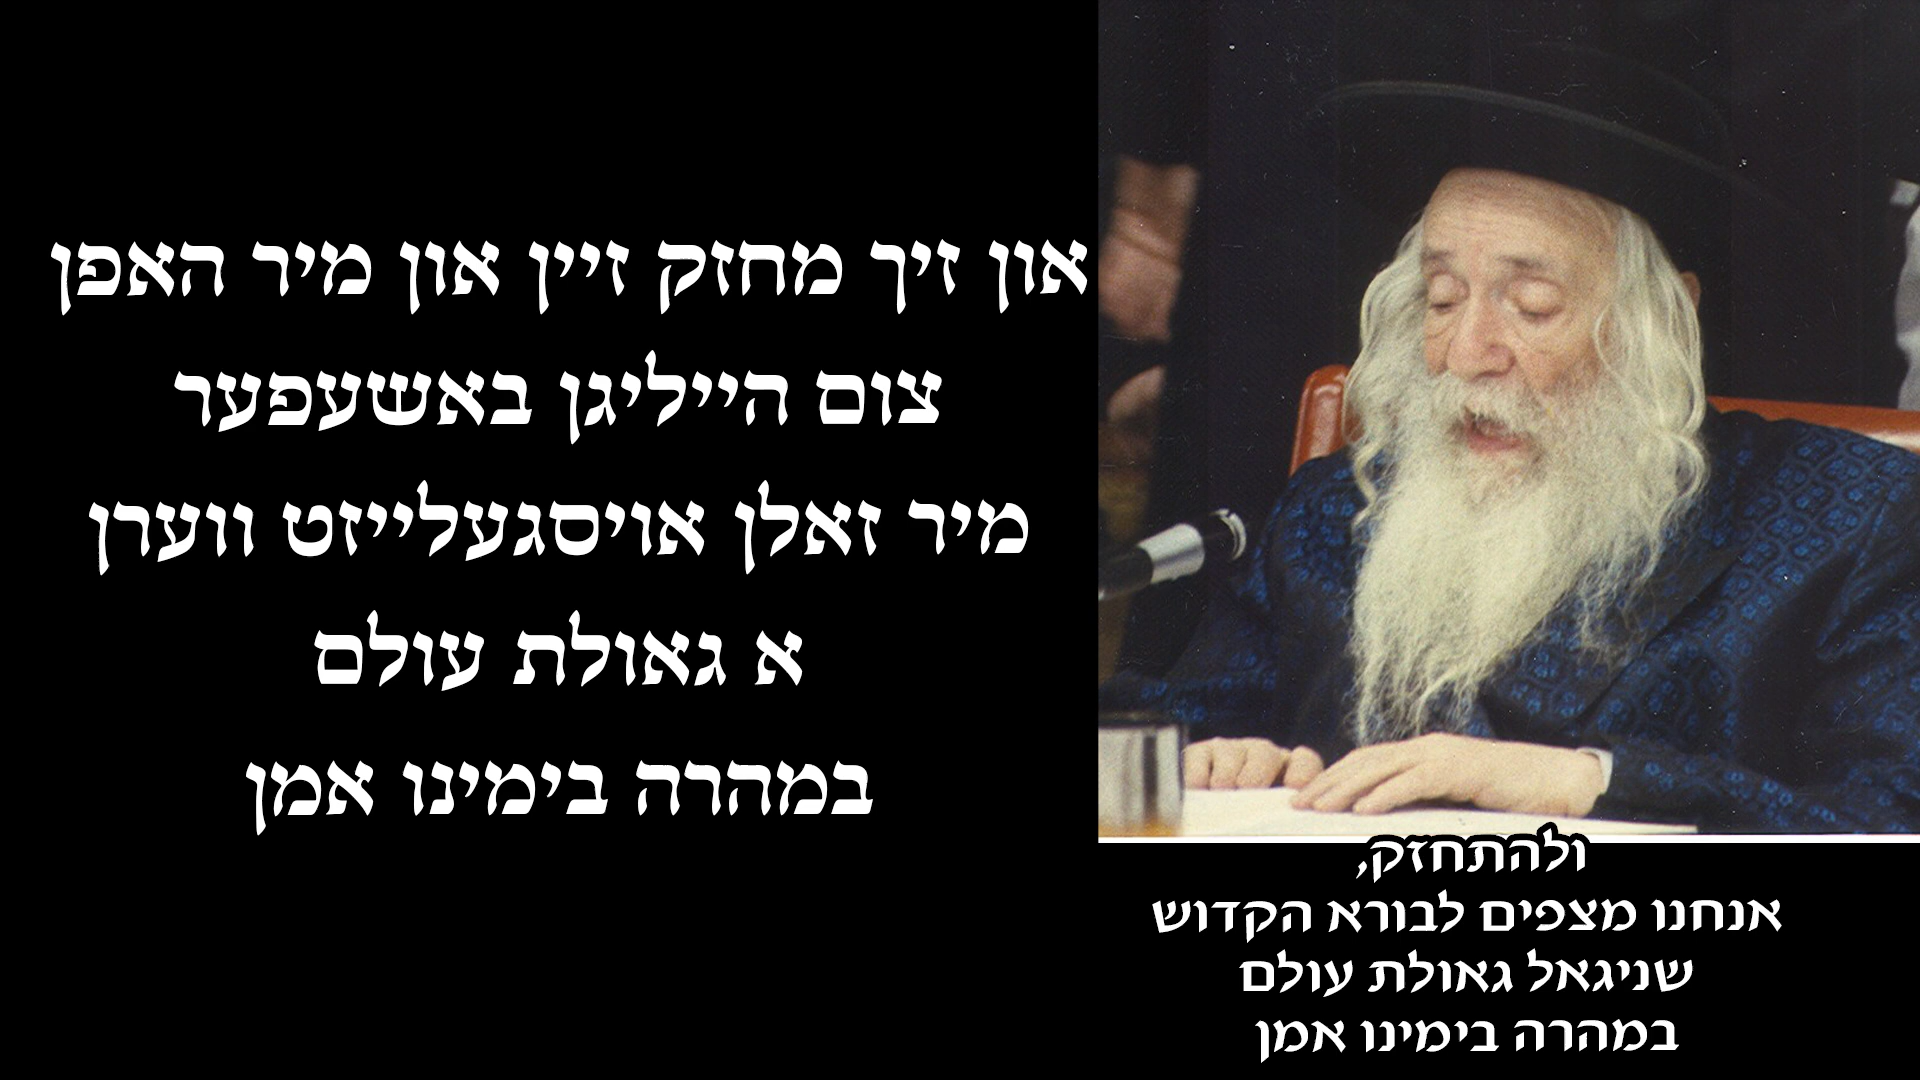 און זיך מחזק זיין און מיר האפן
צום הייליגן באשעפער
מיר זאלן אויסגעלייזט ווערן
א גאולת עולם
במהרה בימינו אמן
ולהתחזק,
אנחנו מצפים לבורא הקדוש
שניגאל גאולת עולם
במהרה בימינו אמן